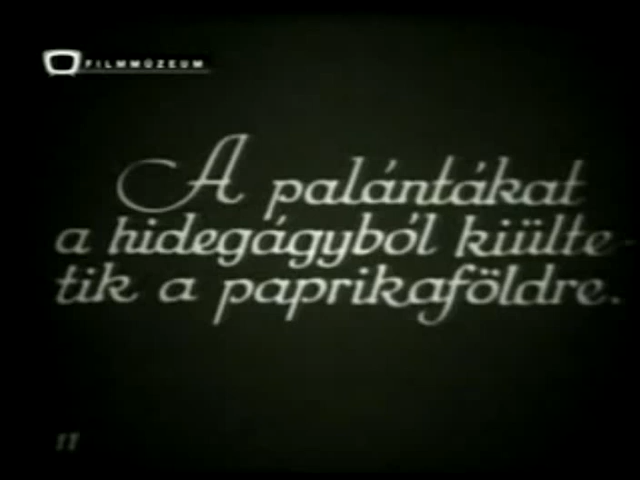 FILMMÚZEUM
A palántákat
a hidegágyból kiülte-
tik a paprikaföldre.
11